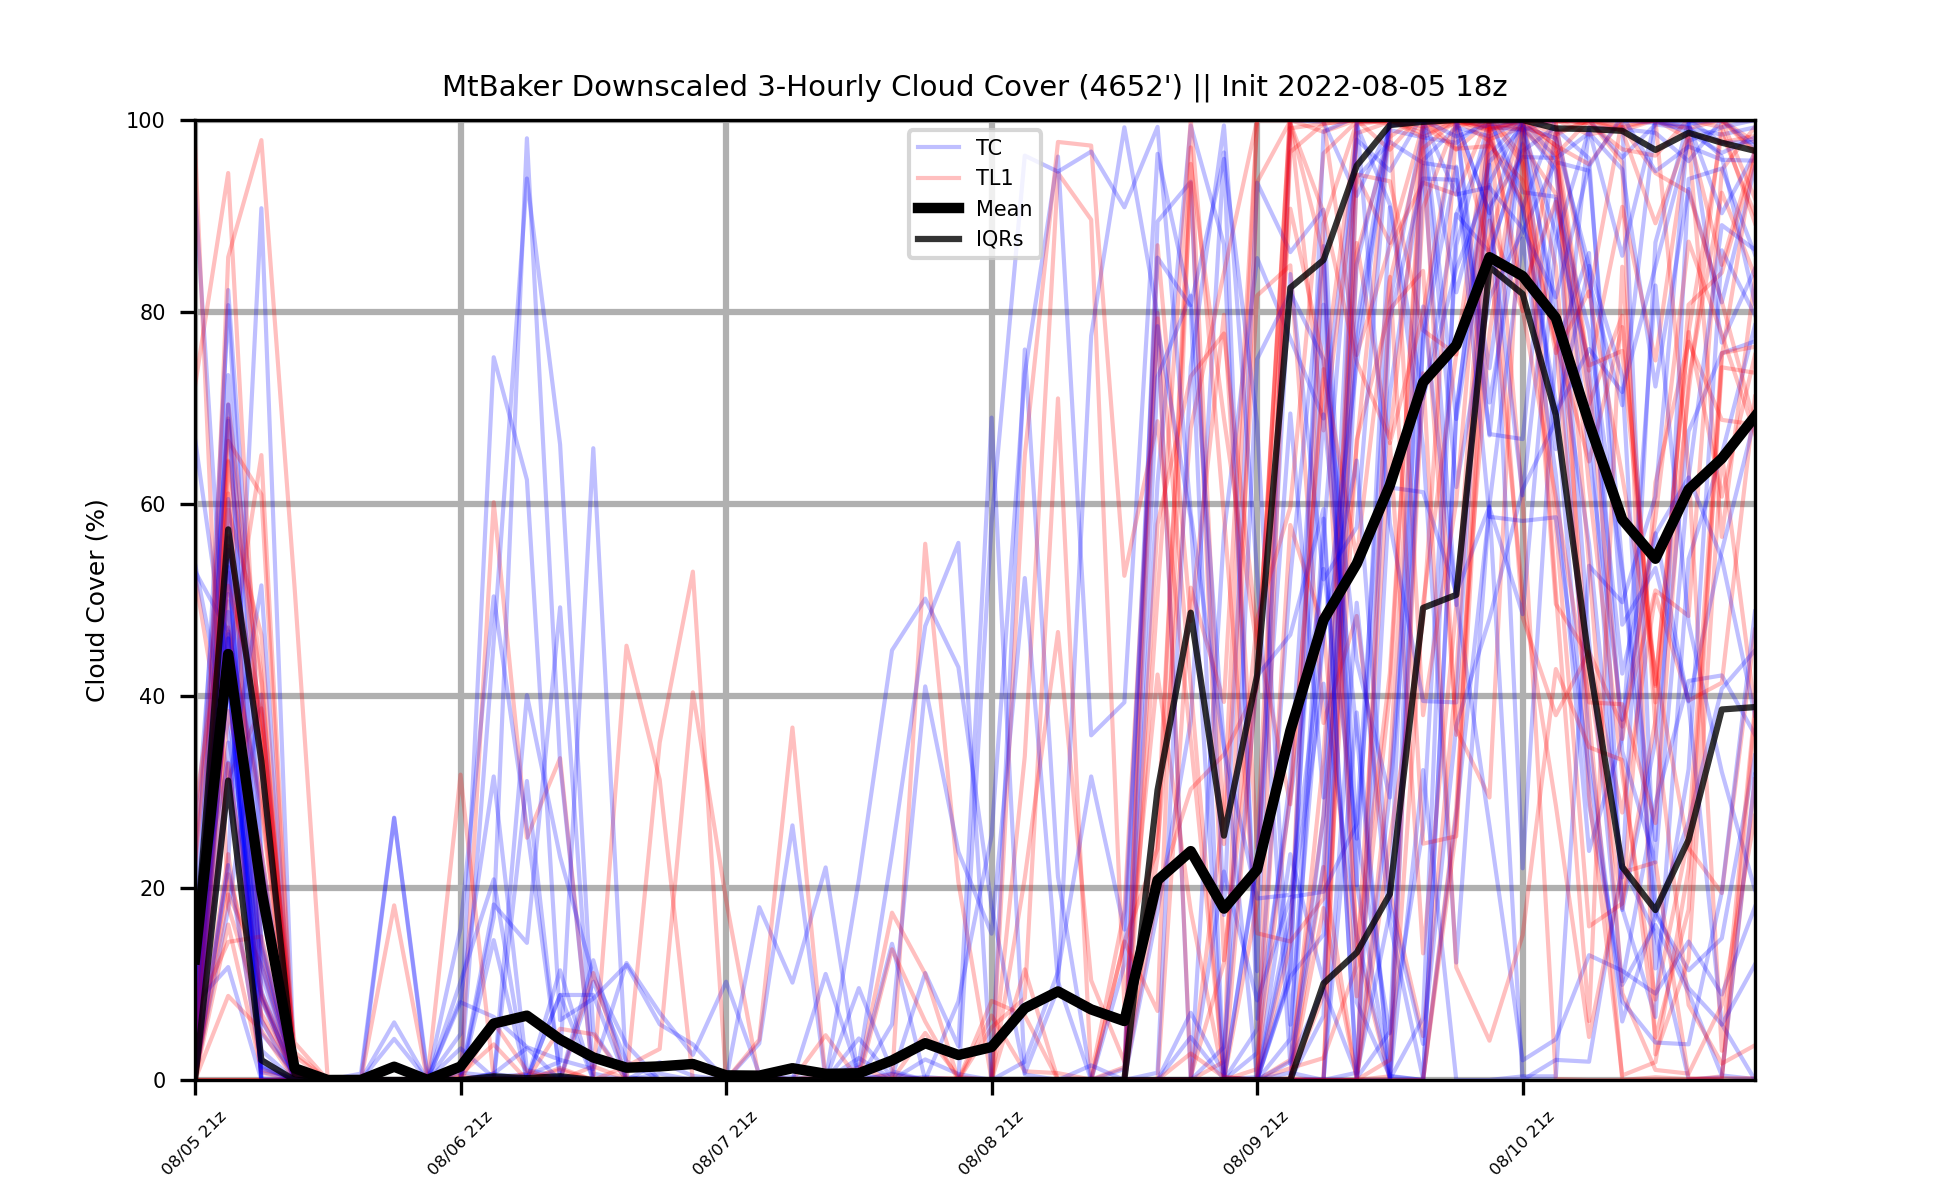 MtBaker Downscaled 3-Hourly Cloud Cover (4652') || Init 2022-08-05 18z
TC
TL1
Mean
IQRs
Cloud Cover (%)
100
80
60
40
20
0
08/05 21z
08/06 21z
08/07 21z
08/08 21z
08/09 21z
08/10 21z